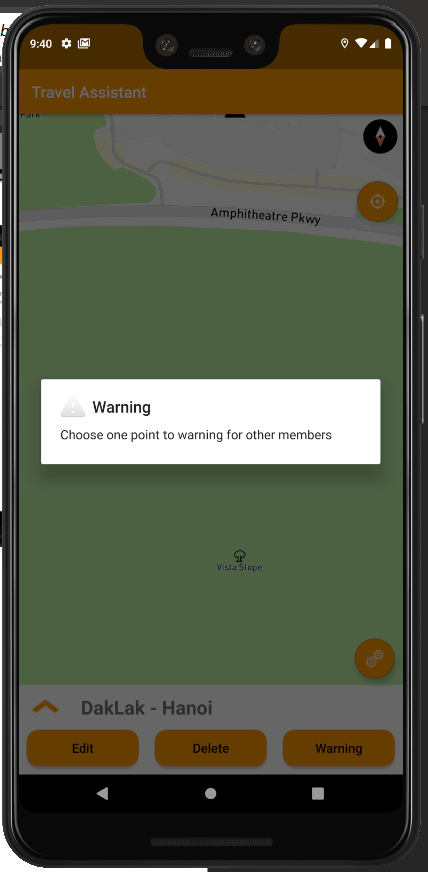 9:40
Travel Assistant
Park
Amphitheatre Pkwy
Warning
Choose one point to warning for other members
Vista Slope
DakLak - Hanoi
Edit
Delete
Warning